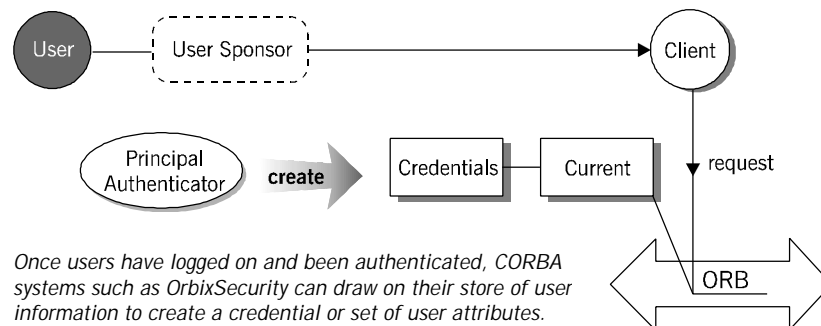 User
User Sponsor
Client
Principal
Authenticator
create
Credentials
Current
request
ORB
Once users have logged on and been authenticated, CORBA
systems such as OrbixSecurity can draw on their store of user
information to create a credential or set of user attributes.